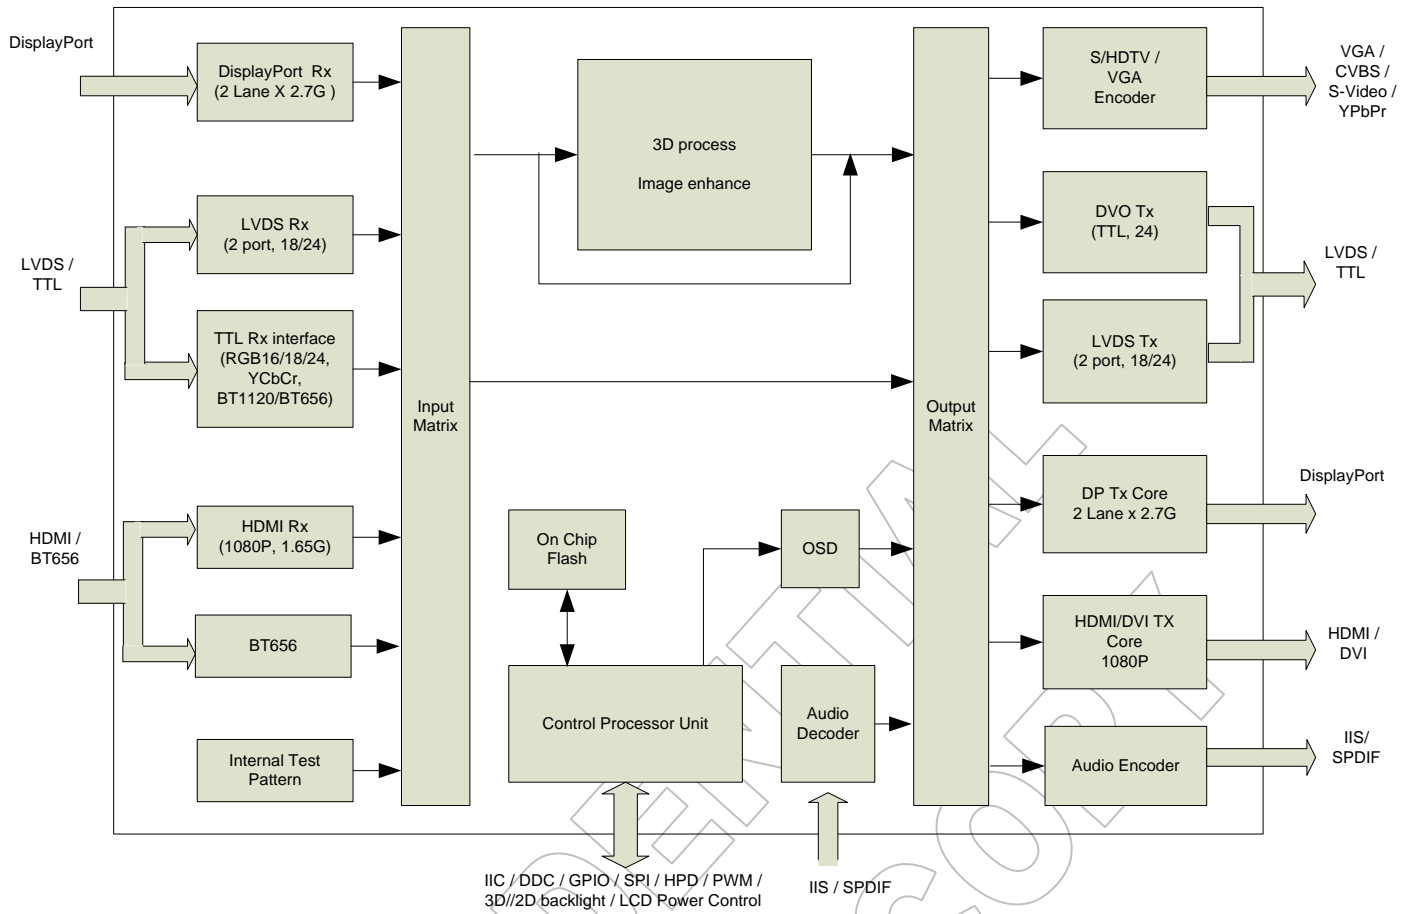 DisplayPort
DisplayPort Rx
(2 Lane X 2.7G )
LVDS /
TTL
LVDS Rx
(2 port, 18/24)
TTL Rx interface
(RGB16/18/24,
YCbCr,
BT1120/BT656)
HDMI /
BT656
HDMI Rx
(1080P, 1.65G)
BT656
Internal Test
Pattern
Input
Matrix
3D process
Image enhance
On Chip
Flash
OSD
Control Processor Unit
Audio
Decoder
IIC / DDC / GPIO / SPI / HPD / PWM /
3D//2D backlight / LCD Power Control
IIS / SPDIF
Output
Matrix
S/HDTV /
VGA
Encoder
VGA /
CVBS /
S-Video /
YPbPr
DVO Tx
(TTL, 24)
LVDS Tx
(2 port, 18/24)
LVDS /
TTL
DP Tx Core
2 Lane x 2.7G
DisplayPort
HDMI/DVI TX
Core
1080P
HDMI /
DVI
Audio Encoder
IIS/
SPDIF